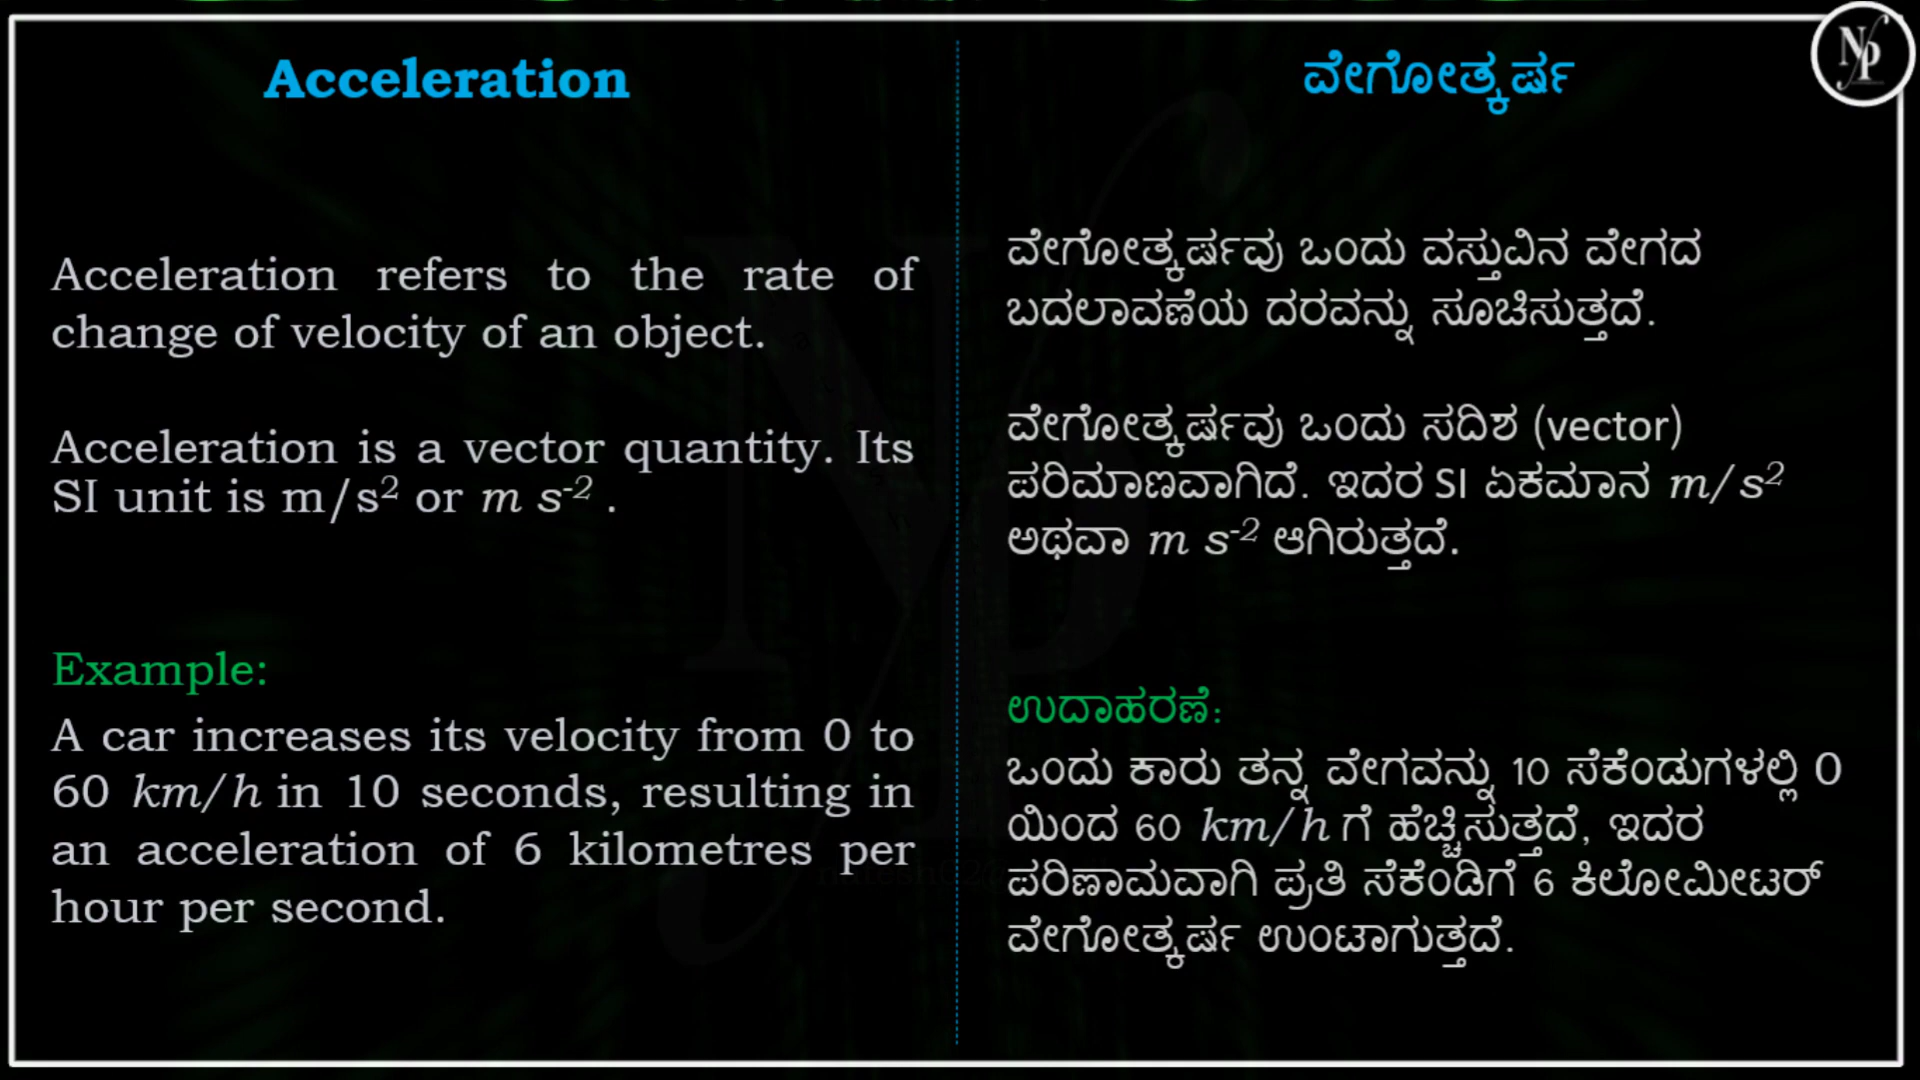 Acceleration
Acceleration refers to the rate of
change of velocity of an object.
Acceleration is a vector quantity. Its
SI unit is m/s² or m s⁻² .
Example:
A car increases its velocity from 0 to
60 km/h in 10 seconds, resulting in
an acceleration of 6 kilometres per
hour per second.
ವೇಗೋತ್ಕರ್ಷ
ವೇಗೋತ್ಕರ್ಷವು ಒಂದು ವಸ್ತುವಿನ ವೇಗದ
ಬದಲಾವಣೆಯ ದರವನ್ನು ಸೂಚಿಸುತ್ತದೆ.
ವೇಗೋತ್ಕರ್ಷವು ಒಂದು ಸದಿಶ (vector)
ಪರಿಮಾಣವಾಗಿದೆ. ಇದರ SI ಏಕಮಾನ m/s²
ಅಥವಾ m s⁻² ಆಗಿರುತ್ತದೆ.
ಉದಾಹರಣೆ:
ಒಂದು ಕಾರು ತನ್ನ ವೇಗವನ್ನು 10 ಸೆಕೆಂಡುಗಳಲ್ಲಿ 0
ಯಿಂದ 60 km/h ಗೆ ಹೆಚ್ಚಿಸುತ್ತದೆ, ಇದರ
ಪರಿಣಾಮವಾಗಿ ಪ್ರತಿ ಸೆಕೆಂಡಿಗೆ 6 ಕಿಲೋಮೀಟರ್
ವೇಗೋತ್ಕರ್ಷ ಉಂಟಾಗುತ್ತದೆ.
NP